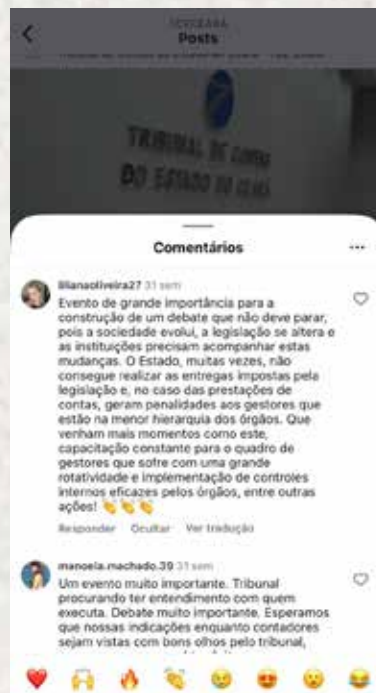 TCECEARA
Posts
TRIBUNAL DE CONTAS
DO ESTADO DO CEARÁ
Comentários
lilianaoliveira27 31 sem
Evento de grande importância para a
construção de um debate que não deve parar,
pois a sociedade evolui, a legislação se altera e
as instituições precisam acompanhar estas
mudanças. O Estado, muitas vezes, não
consegue realizar as entregas impostas pela
legislação e, no caso das prestações de
contas, geram penalidades aos gestores que
estão na menor hierarquia dos órgãos. Que
venham mais momentos como este,
capacitação constante para o quadro de
gestores que sofre com uma grande
rotatividade e implementação de controles
internos eficazes pelos órgãos, entre outras
ações! 👏👏👏
Responder Ocultar Ver tradução
manoela.machado.39 31 sem
Um evento muito importante. Tribunal
procurando ter entendimento com quem
executa. Debate muito importante. Esperamos
que nossas indicações enquanto contadores
sejam vistas com bons olhos pelo tribunal,